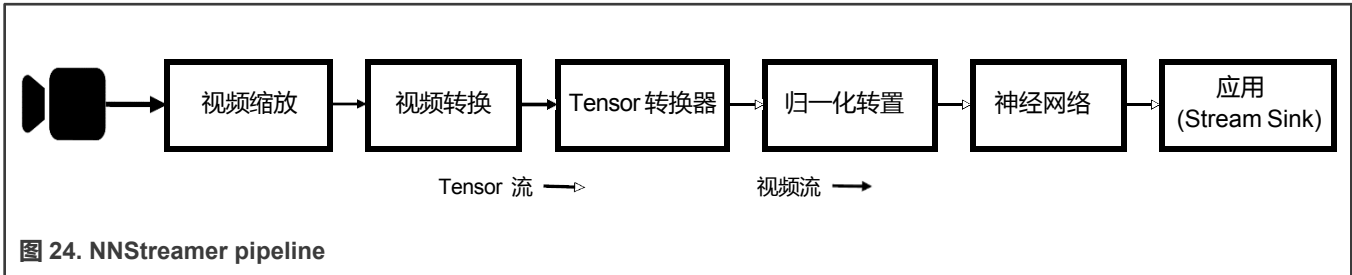 视频缩放
视频转换
Tensor 转换器
归一化转置
神经网络
应用
(Stream Sink)
Tensor 流
视频流
图 24. NNStreamer pipeline